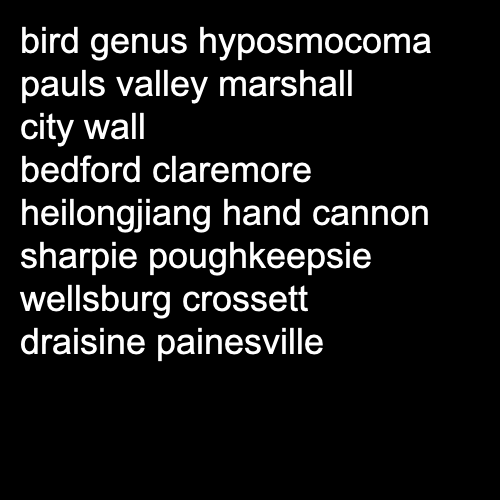 bird genus hyposmocoma
pauls valley marshall
city wall
bedford claremore
heilongjiang hand cannon
sharpie poughkeepsie
wellsburg crossett
draisine painesville